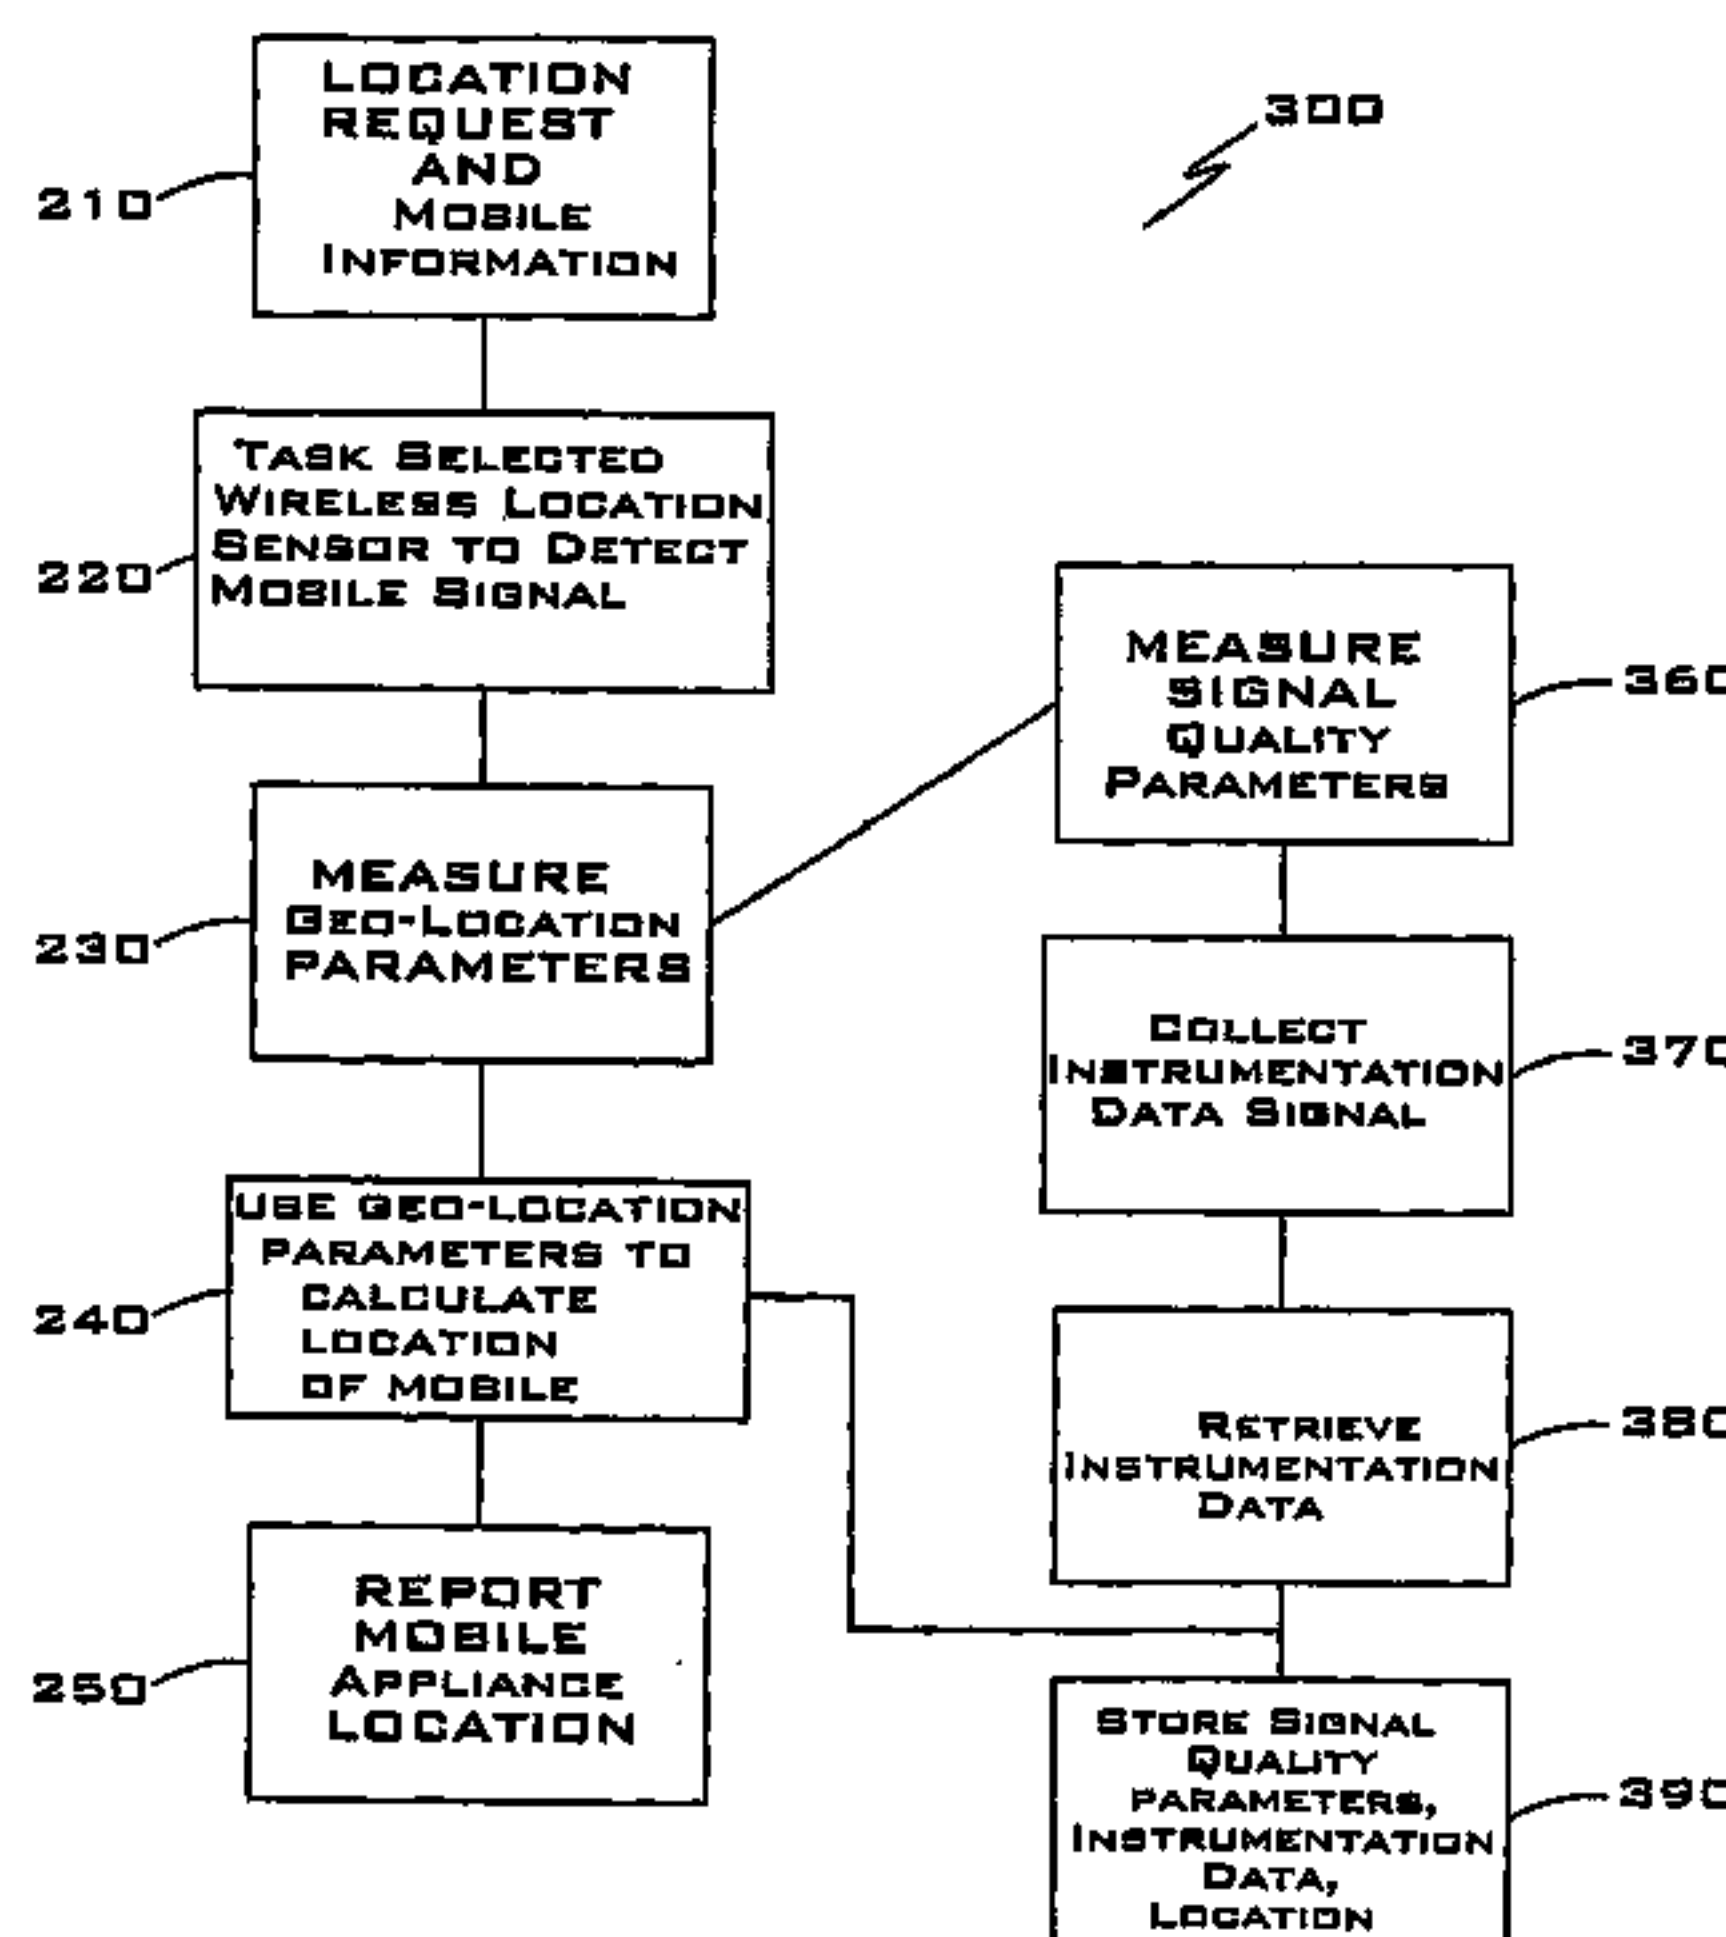 300
210
LOCATION
REQUEST
AND
MOBILE
INFORMATION
220
TASK SELECTED
WIRELESS LOCATION
SENSOR TO DETECT
MOBILE SIGNAL
230
MEASURE
GEO-LOCATION
PARAMETERS
240
USE GEO-LOCATION
PARAMETERS TO
CALCULATE
LOCATION
OF MOBILE
250
REPORT
MOBILE
APPLIANCE
LOCATION
MEASURE
SIGNAL
QUALITY
PARAMETERS
360
COLLECT
INSTRUMENTATION
DATA SIGNAL
370
RETRIEVE
INSTRUMENTATION
DATA
380
STORE SIGNAL
QUALITY
PARAMETERS,
INSTRUMENTATION
DATA,
LOCATION
390